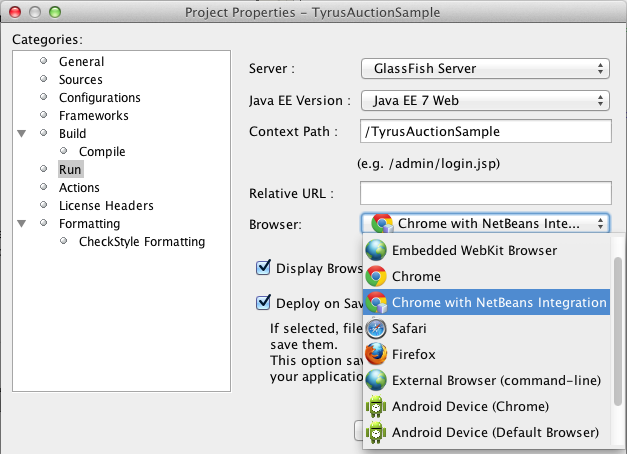 Project Properties – TyrusAuctionSample
Categories:
General
Sources
Configurations
Frameworks
Build
Compile
Run
Actions
License Headers
Formatting
CheckStyle Formatting
Server : GlassFish Server
Java EE Version : Java EE 7 Web
Context Path : /TyrusAuctionSample
(e.g. /admin/login.jsp)
Relative URL :
Browser: Chrome with NetBeans Inte...
Embedded WebKit Browser
Chrome
Chrome with NetBeans Integration
Safari
Firefox
External Browser (command-line)
Android Device (Chrome)
Android Device (Default Browser)
Display Brows
Deploy on Sav
If selected, file
save them.
This option sav
your applicatio